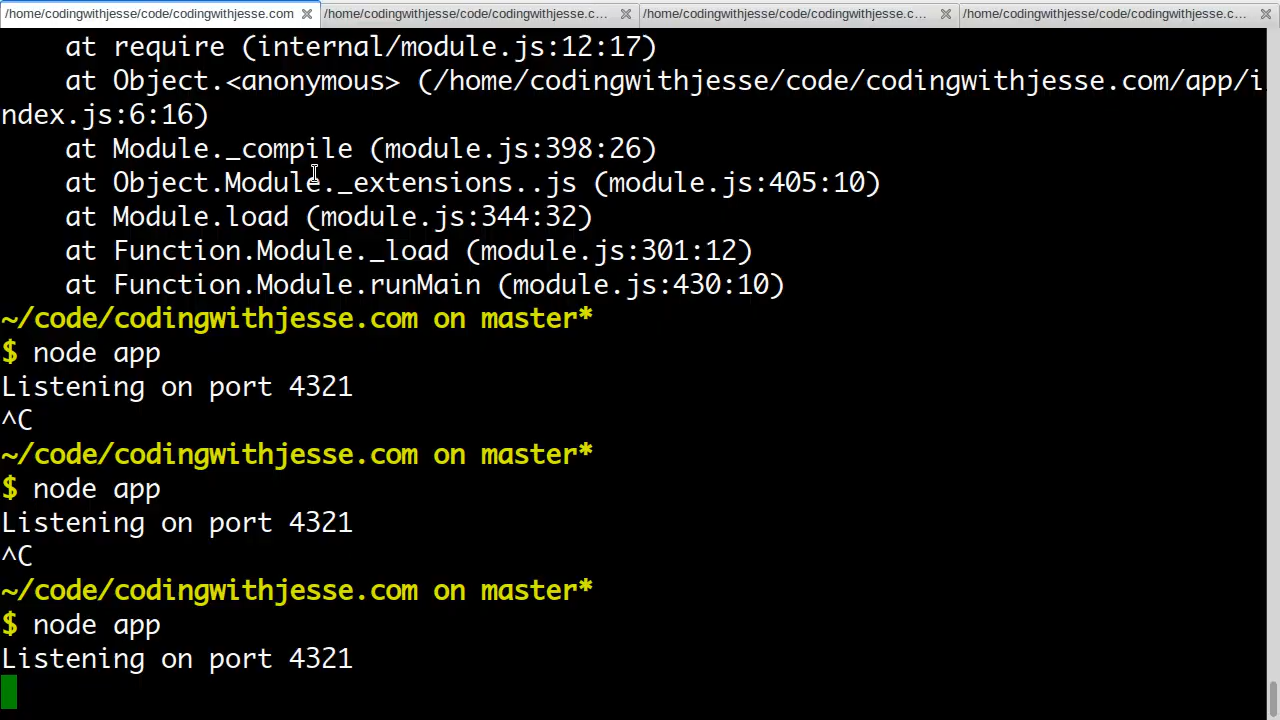 /home/codingwithjesse/code/codingwithjesse.com
/home/codingwithjesse/code/codingwithjesse.c...
/home/codingwithjesse/code/codingwithjesse.c...
/home/codingwithjesse/code/codingwithjesse.c...
at require (internal/module.js:12:17)
at Object.<anonymous> (/home/codingwithjesse/code/codingwithjesse.com/app/i
ndex.js:6:16)
at Module._compile (module.js:398:26)
at Object.Module._extensions..js (module.js:405:10)
at Module.load (module.js:344:32)
at Function.Module._load (module.js:301:12)
at Function.Module.runMain (module.js:430:10)
~/code/codingwithjesse.com on master*
$ node app
Listening on port 4321
^C
~/code/codingwithjesse.com on master*
$ node app
Listening on port 4321
^C
~/code/codingwithjesse.com on master*
$ node app
Listening on port 4321